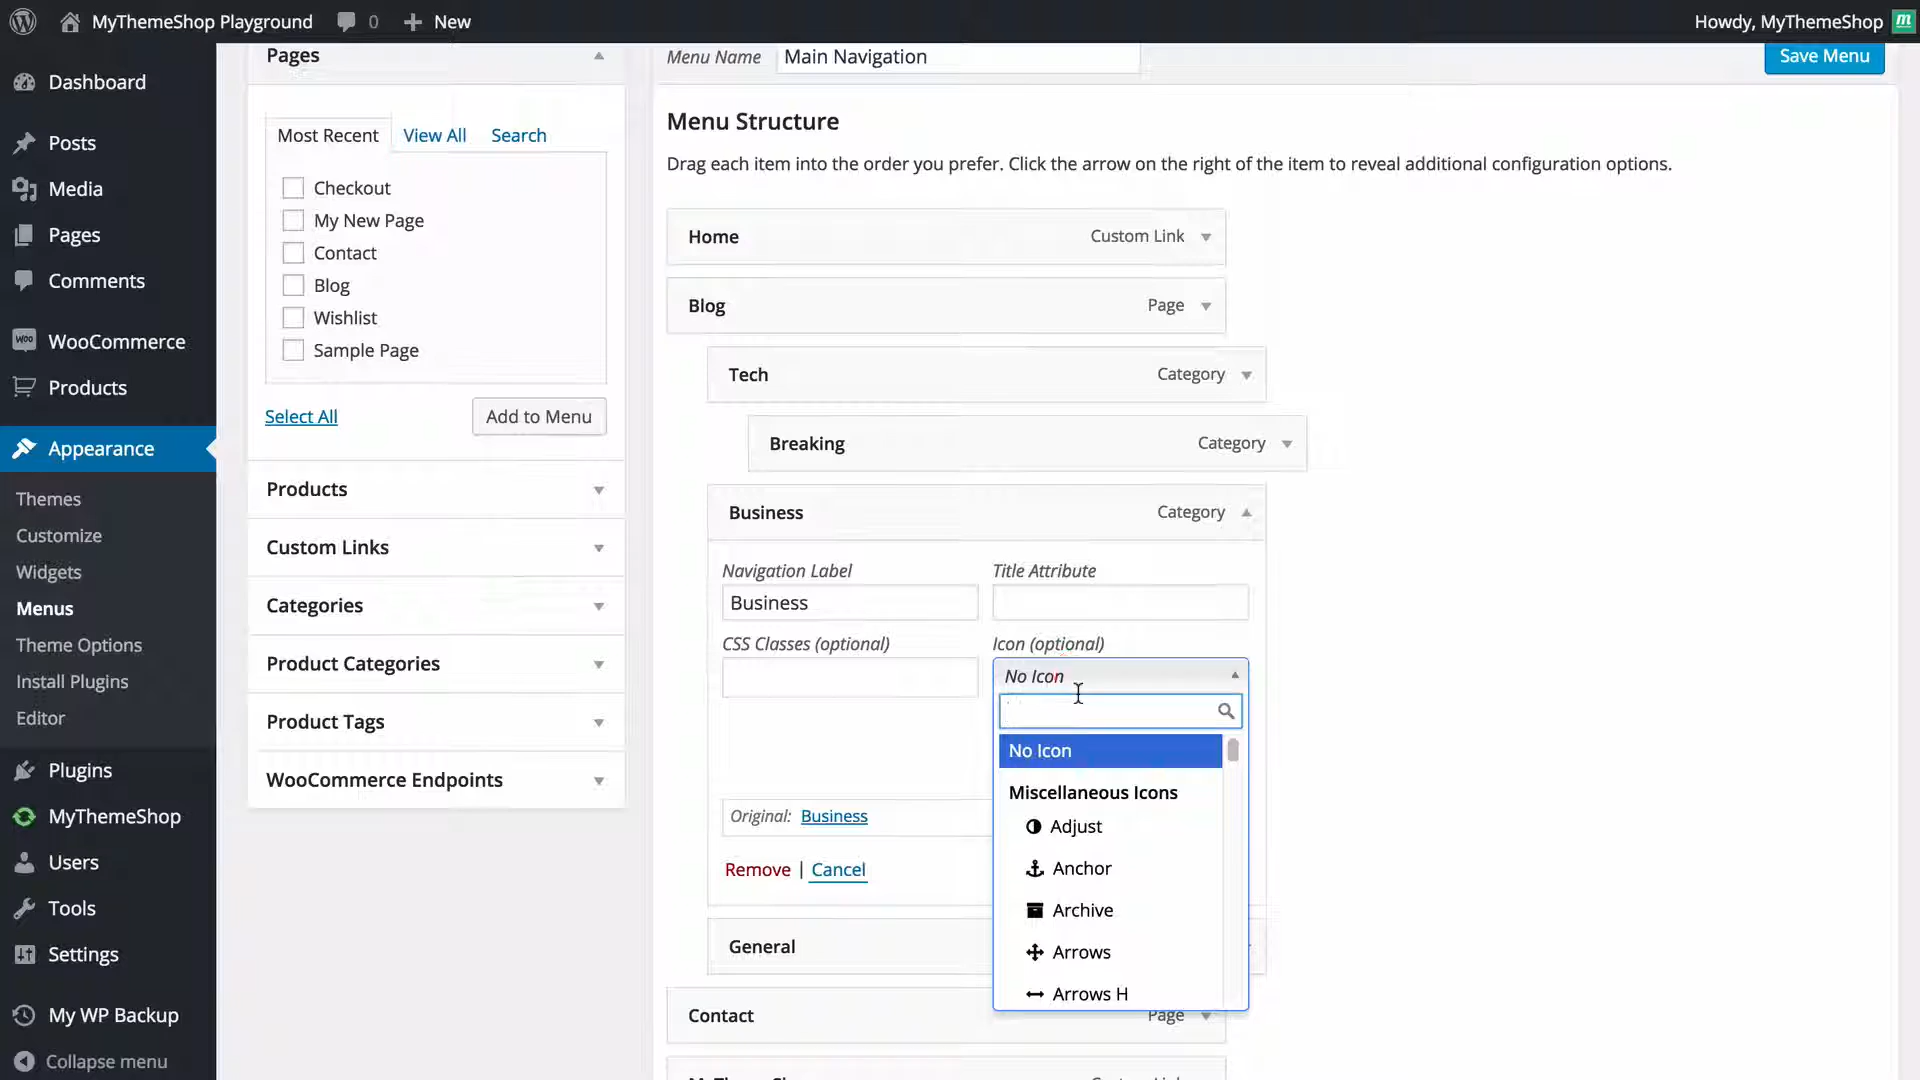 MyThemeShop Playground
0
New
Howdy, MyThemeShop
Dashboard
Posts
Media
Pages
Comments
WooCommerce
Products
Appearance
Themes
Customize
Widgets
Menus
Theme Options
Install Plugins
Editor
Plugins
MyThemeShop
Users
Tools
Settings
My WP Backup
Collapse menu
Pages
Most Recent
View All
Search
Checkout
My New Page
Contact
Blog
Wishlist
Sample Page
Select All
Add to Menu
Products
Custom Links
Categories
Product Categories
Product Tags
WooCommerce Endpoints
Menu Name
Main Navigation
Save Menu
Menu Structure
Drag each item into the order you prefer. Click the arrow on the right of the item to reveal additional configuration options.
Home
Custom Link
Blog
Page
Tech
Category
Breaking
Category
Business
Category
Navigation Label
Title Attribute
Business
CSS Classes (optional)
Icon (optional)
No Icon
No Icon
Miscellaneous Icons
Adjust
Anchor
Archive
Arrows
Arrows H
Original: Business
Remove | Cancel
General
Contact
Page